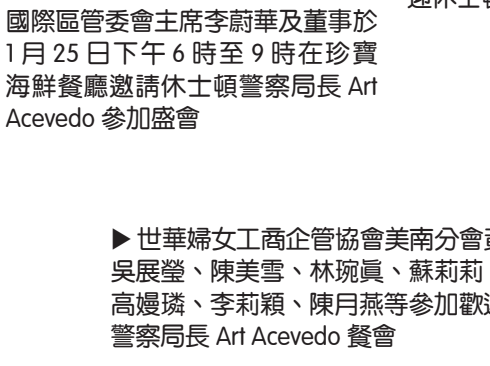 國際區管委會主席李蔚華及董事於
1 月 25 日下午 6 時至 9 時在珍寶
海鮮餐廳邀請休士頓警察局長 Art
Acevedo 參加盛會
▶ 世華婦女工商企管協會美南分會
吳展瑩、陳美雪、林琬眞、蘇莉莉
高嫚璘、李莉穎、陳月燕等參加歡
警察局長 Art Acevedo 餐會